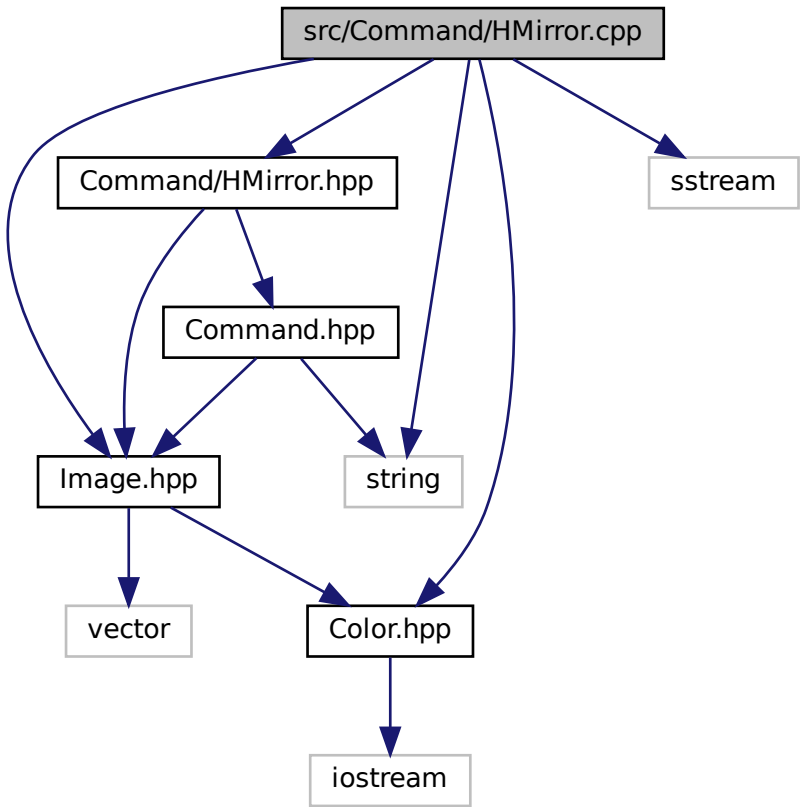 src/Command/HMirror.cpp
Command/HMirror.hpp
sstream
Command.hpp
Image.hpp
string
vector
Color.hpp
iostream